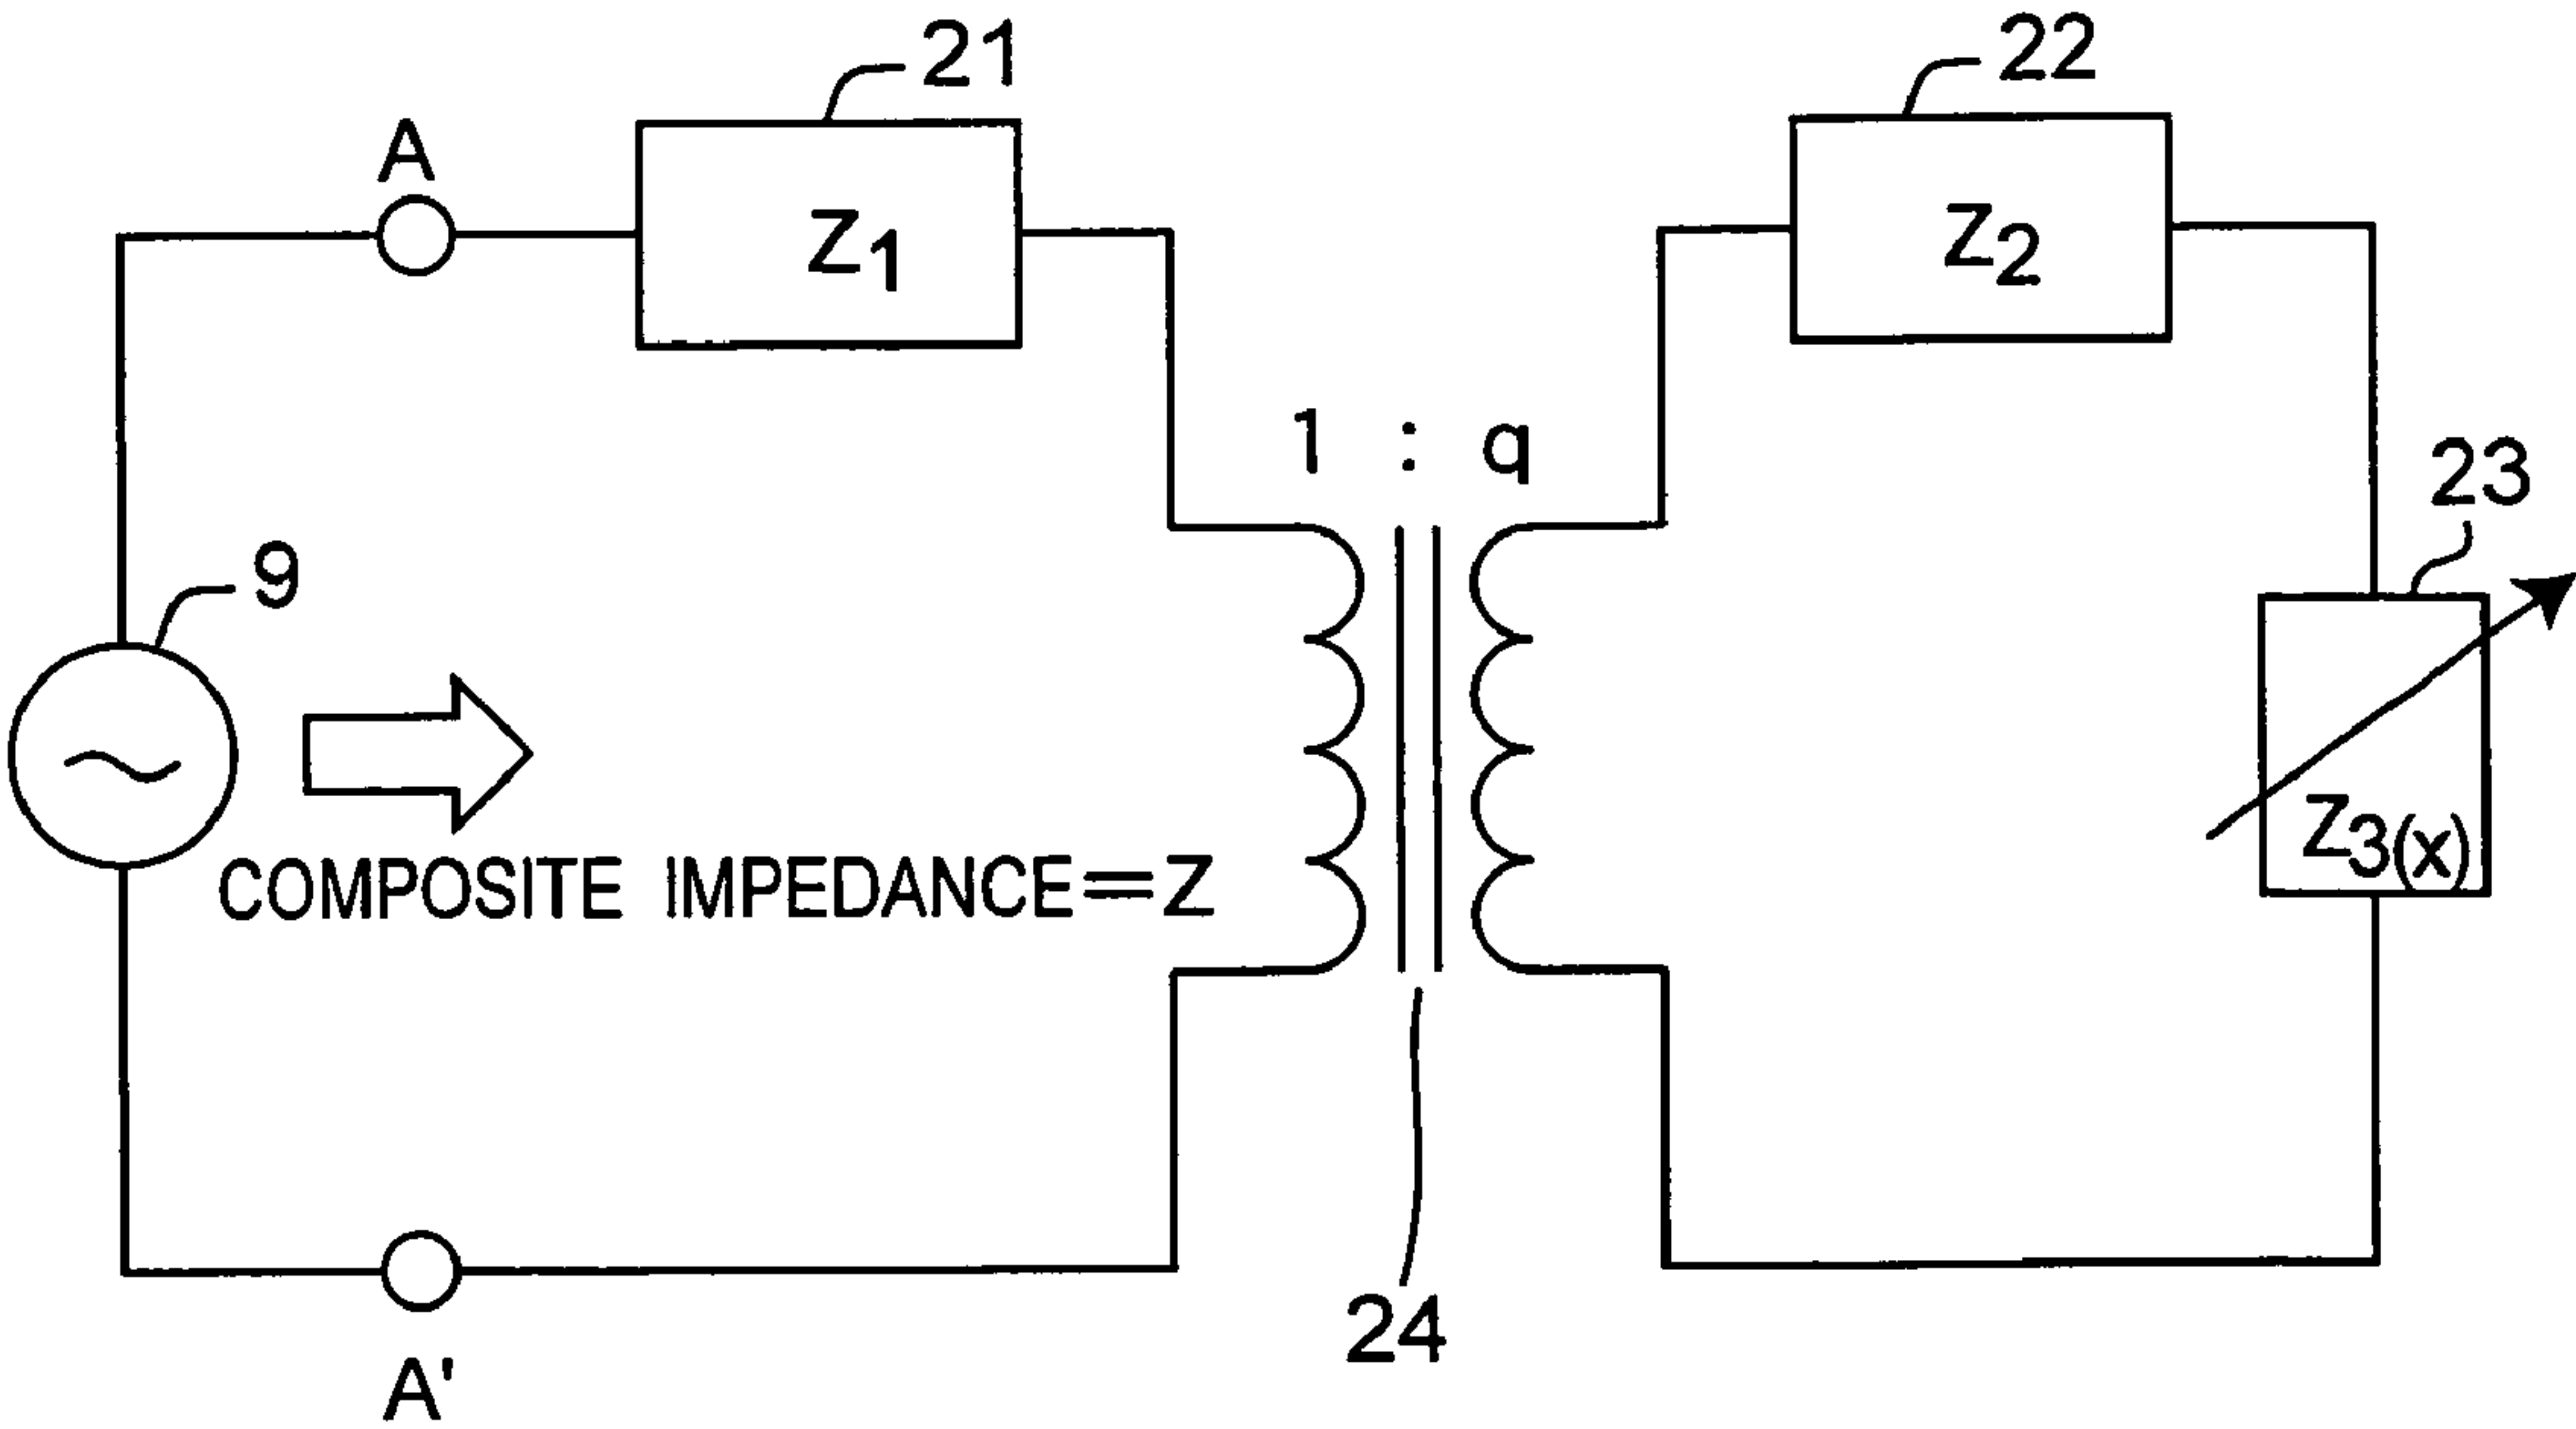 21
22
A
Z1
Z2
1 : q
23
9
COMPOSITE IMPEDANCE=Z
Z3(x)
24
A'